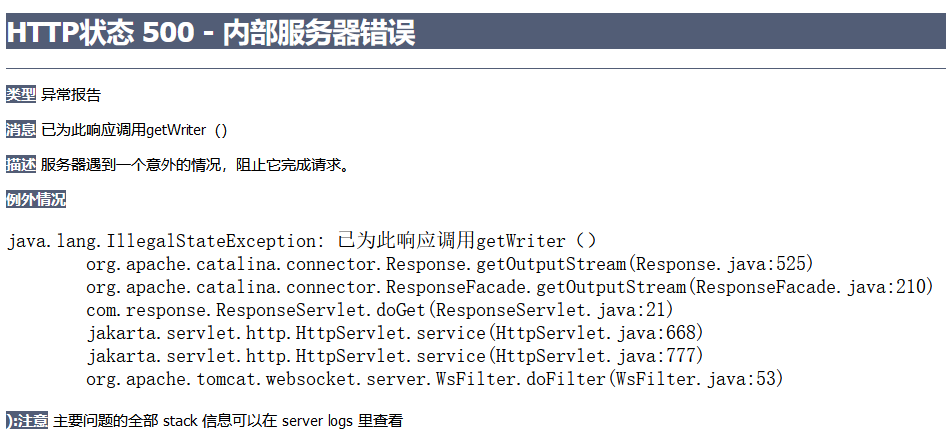 HTTP状态 500 - 内部服务器错误
类型 异常报告
消息 已为此响应调用getWriter（）
描述 服务器遇到一个意外的情况，阻止它完成请求。
例外情况
java.lang.IllegalStateException: 已为此响应调用getWriter（）
org.apache.catalina.connector.Response.getOutputStream(Response.java:525)
org.apache.catalina.connector.ResponseFacade.getOutputStream(ResponseFacade.java:210)
com.response.ResponseServlet.doGet(ResponseServlet.java:21)
jakarta.servlet.http.HttpServlet.service(HttpServlet.java:668)
jakarta.servlet.http.HttpServlet.service(HttpServlet.java:777)
org.apache.tomcat.websocket.server.WsFilter.doFilter(WsFilter.java:53)
):注意 主要问题的全部 stack 信息可以在 server logs 里查看